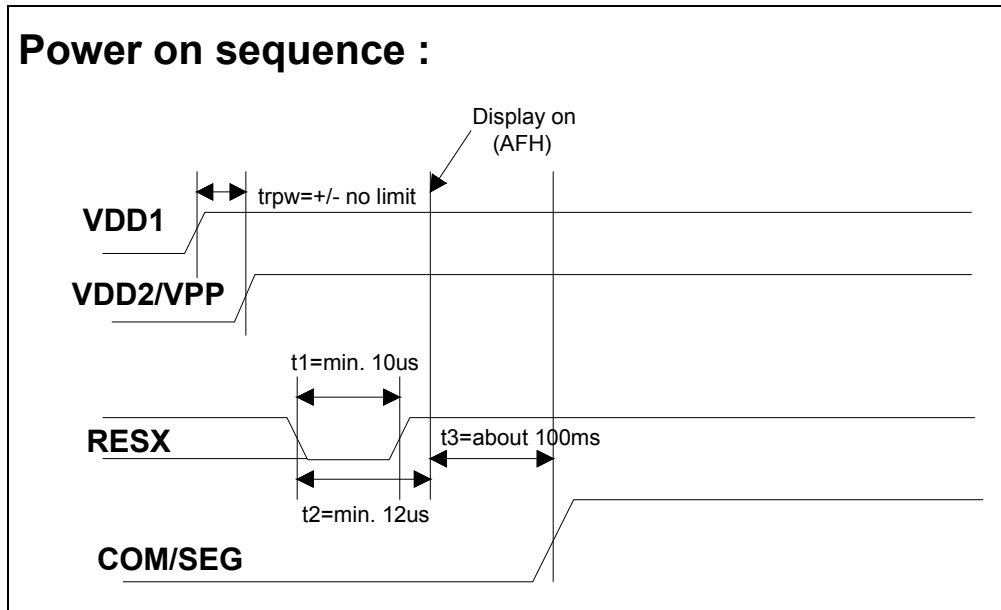 Power on sequence :
Display on
(AFH)
trpw=+/- no limit
VDD1
VDD2/VPP
t1=min. 10us
RESX
t3=about 100ms
t2=min. 12us
COM/SEG